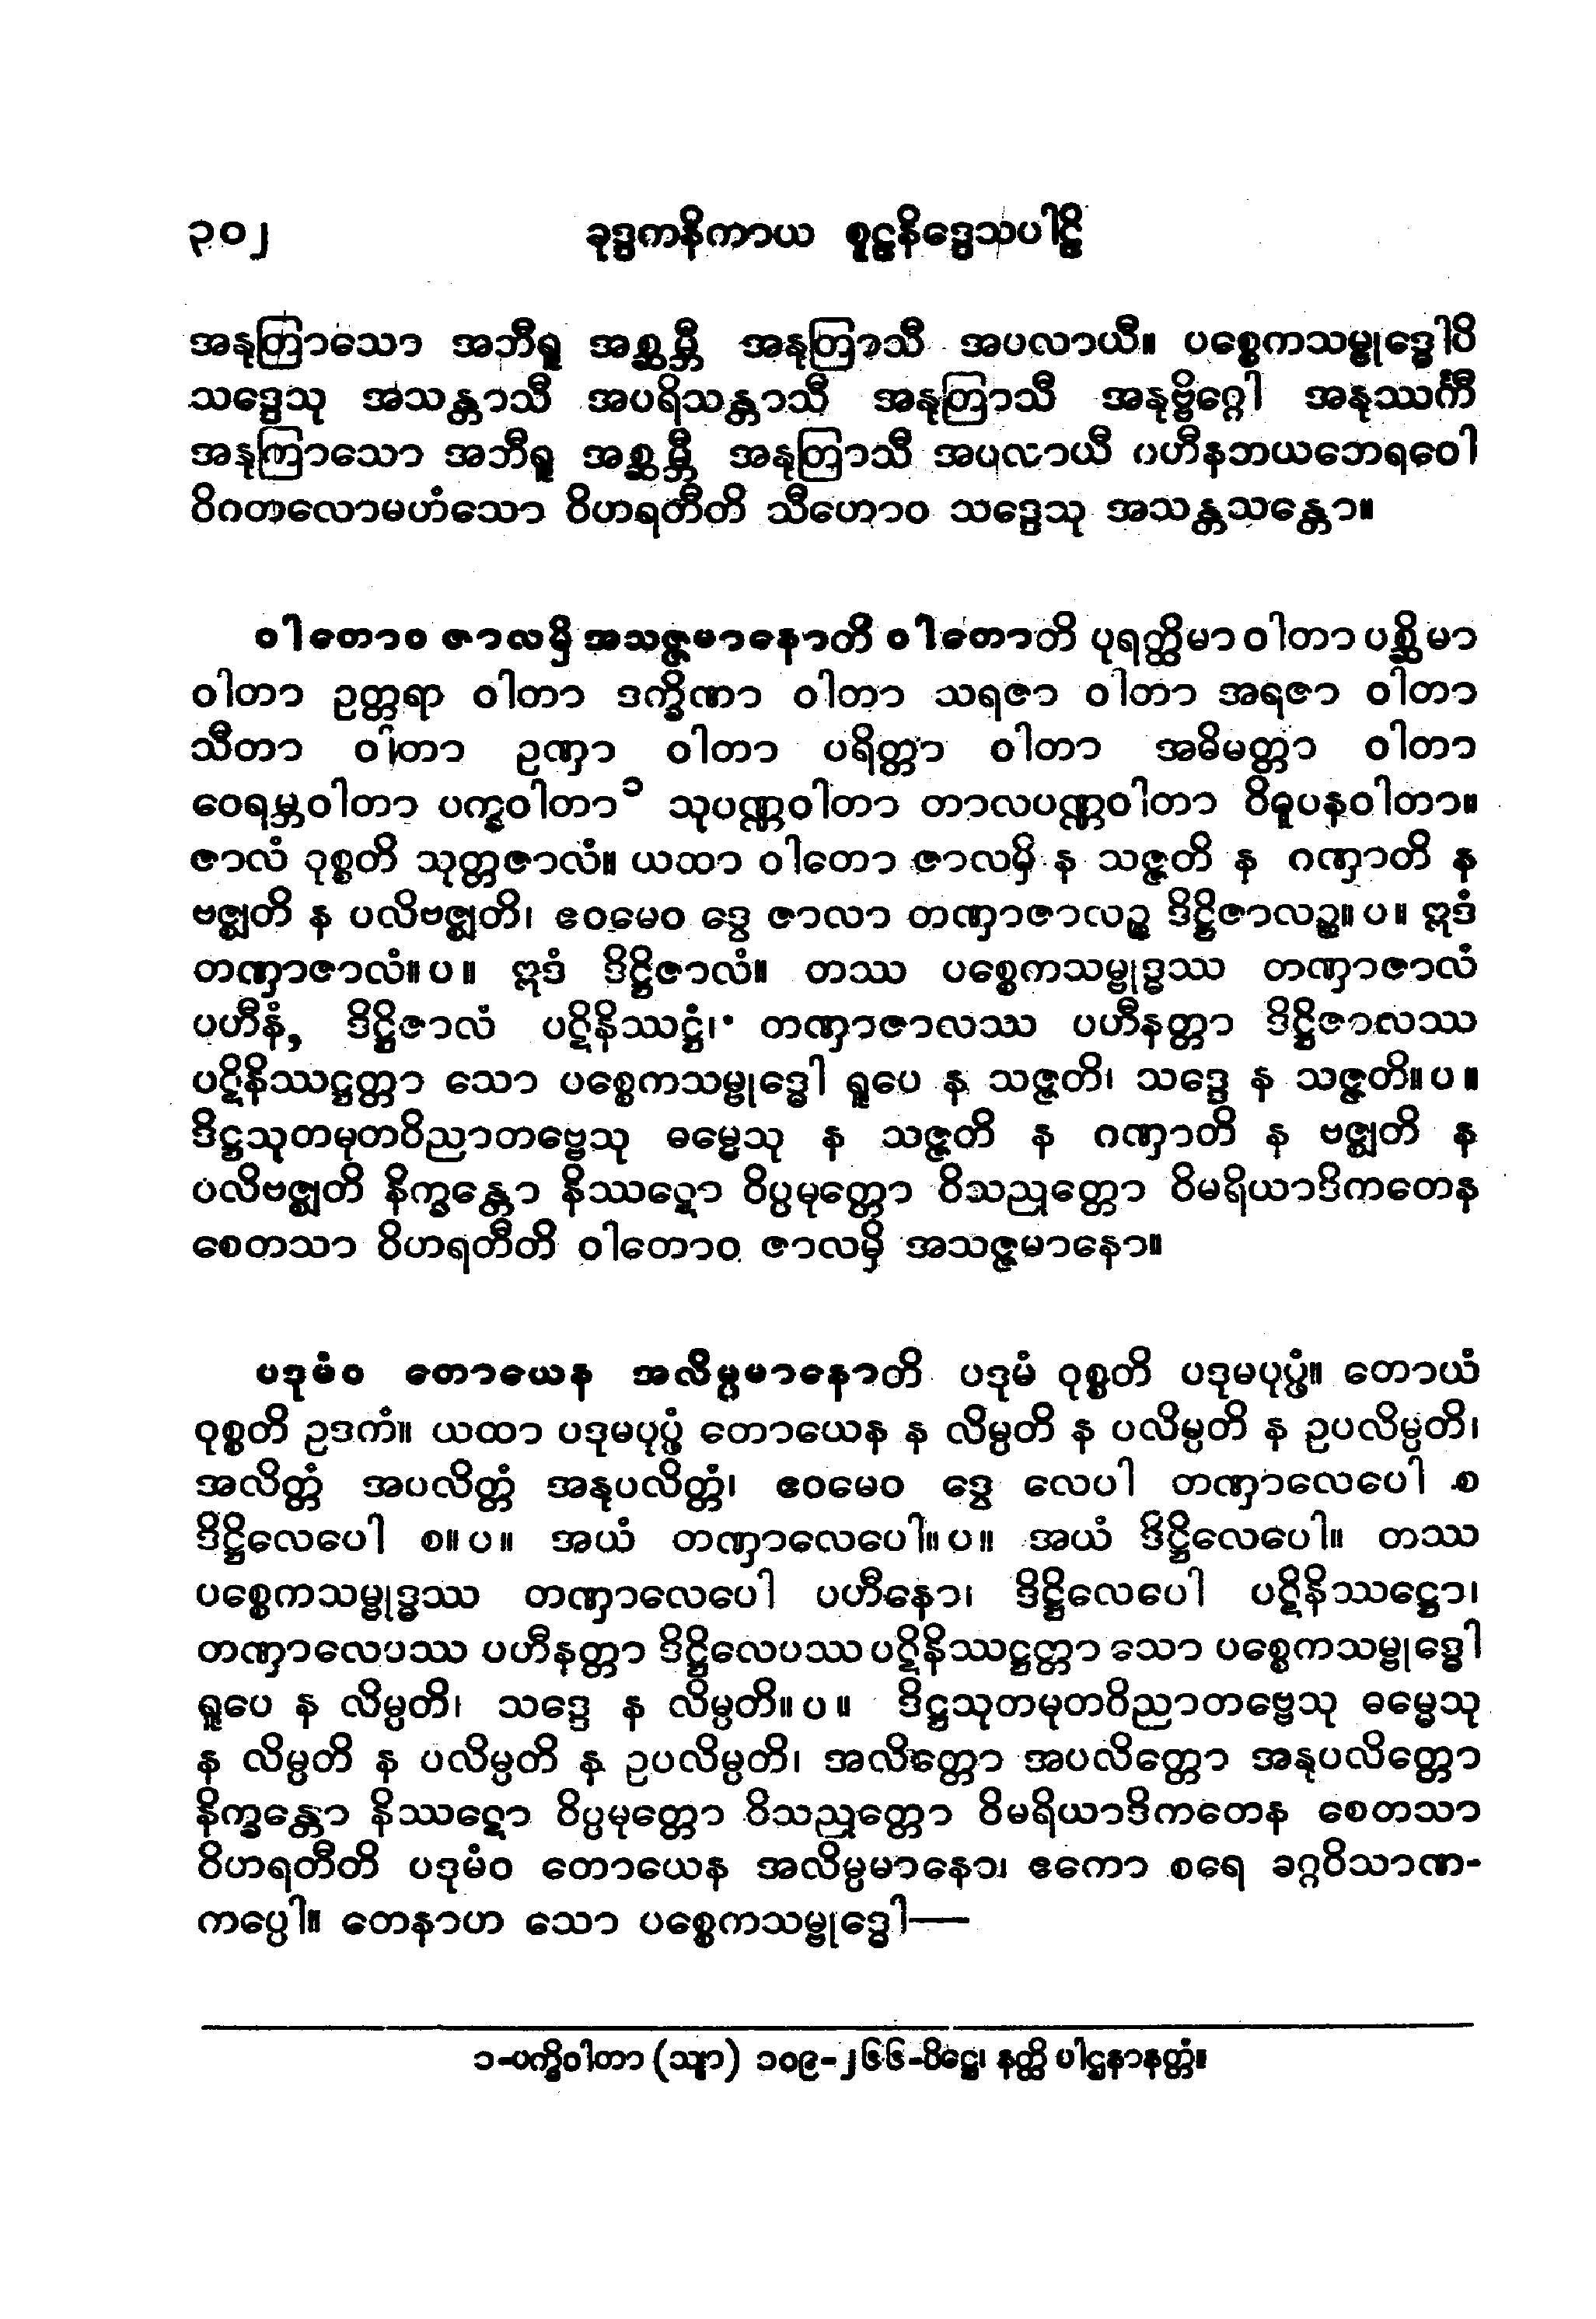 ၃၀၂ ခုဒ္ဒကနိကာယ စူဠနိဒ္ဒေသပါဠိ
အနုတြာသော အဘီရူ အစ္ဆမ္ဘီ အနုတြာသီ အပလာယီ။ ပစ္စေကသမ္ဗုဒ္ဓေါပိ
သဒ္ဒေသု အသန္တာသီ အပရိသန္တာသီ အနုတြာသီ အနုဗ္ဗိဂ္ဂေါ အနုဿင်္ကီ
အနုကြာသော အဘီရူ အစ္ဆမ္ဘီ အနုတြာသီ အပလာယီ ပဟီနဘယဘေရဝေါ
ဝိဂတလောမဟံသော ဝိဟရတီတိ သီဟောဝ သဒ္ဒေသု အသန္တသန္တော။
ဝါတောဝ ဇာလမှိ အသဇ္ဇမာနောတိ ဝါတောတိ ပုရတ္ထိမာ ဝါတာ ပစ္ဆိမာ
ဝါတာ ဥတ္တရာ ဝါတာ ဒက္ခိဏာ ဝါတာ သရဇာ ဝါတာ အရဇာ ဝါတာ
သီတာ ဝါတာ ဥဏှာ ဝါတာ ပရိတ္တာ ဝါတာ အဓိမတ္တာ ဝါတာ
ဝေရမ္ဘဝါတာ ပက္ခဝါတာ၁ သုပဏ္ဏဝါတာ တာလပဏ္ဏဝါတာ ဝိဓူပနဝါတာ။
ဇာလံ ဝုစ္စတိ သုတ္တဇာလံ။ ယထာ ဝါတော ဇာလမှိ န သဇ္ဇတိ န ဂဏှာတိ န
ဗဇ္ဈတိ န ပလိဗဇ္ဈတိ၊ ဧဝမေဝ ဒွေ ဇာလာ တဏှာဇာလဉ္စ ဒိဋ္ဌိဇာလဉ္စ။ပ။ ဣဒံ
တဏှာဇာလံ။ပ။ ဣဒံ ဒိဋ္ဌိဇာလံ။ တဿ ပစ္စေကသမ္ဗုဒ္ဓဿ တဏှာဇာလံ
ပဟီနံ, ဒိဋ္ဌိဇာလံ ပဋိနိဿဋ္ဌံ၊ တဏှာဇာလဿ ပဟီနတ္တာ ဒိဋ္ဌိဇာလဿ
ပဋိနိဿဋ္ဌတ္တာ သော ပစ္စေကသမ္ဗုဒ္ဓေါ ရူပေ န သဇ္ဇတိ၊ သဒ္ဒေ န သဇ္ဇတိ။ပ။
ဒိဋ္ဌသုတမုတဝိညာတဗ္ဗေသု ဓမ္မေသု န သဇ္ဇတိ န ဂဏှာတိ န ဗဇ္ဈတိ န
ပလိဗဇ္ဈတိ နိက္ခန္တော နိဿဋော ဝိပ္ပမုတ္တော ဝိသညုတ္တော ဝိမရိယာဒိကတေန
စေတသာ ဝိဟရတီတိ ဝါတောဝ ဇာလမှိ အသဇ္ဇမာနော။
ပဒုမံဝ တောယေန အလိမ္ပမာနောတိ ပဒုမံ ဝုစ္စတိ ပဒုမပုပ္ဖံ။ တောယံ
ဝုစ္စတိ ဥဒကံ။ ယထာ ပဒုမပုပ္ဖံ တောယေန န လိမ္ပတိ န ပလိမ္ပတိ န ဥပလိမ္ပတိ၊
အလိတ္တံ အပလိတ္တံ အနုပလိတ္တံ၊ ဧဝမေဝ ဒွေ လေပါ တဏှာလေပေါ စ
ဒိဋ္ဌိလေပေါ စ။ပ။ အယံ တဏှာလေပေါ။ပ။ အယံ ဒိဋ္ဌိလေပေါ။ တဿ
ပစ္စေကသမ္ဗုဒ္ဓဿ တဏှာလေပေါ ပဟီနော၊ ဒိဋ္ဌိလေပေါ ပဋိနိဿဋ္ဌော၊
တဏှာလေပဿ ပဟီနတ္တာ ဒိဋ္ဌိလေပဿ ပဋိနိဿဋ္ဌတ္တာ သော ပစ္စေကသမ္ဗုဒ္ဓေါ
ရူပေ န လိမ္ပတိ၊ သဒ္ဒေ န လိမ္ပတိ။ပ။ ဒိဋ္ဌသုတမုတဝိညာတဗ္ဗေသု ဓမ္မေသု
န လိမ္ပတိ န ပလိမ္ပတိ န ဥပလိမ္ပတိ၊ အလိတ္တော အပလိတ္တော အနုပလိတ္တော
နိက္ခန္တော နိဿဋော ဝိပ္ပမုတ္တော ဝိသညုတ္တော ဝိမရိယာဒိကတေန စေတသာ
ဝိဟရတီတိ ပဒုမံဝ တောယေန အလိမ္ပမာနော၊ ဧကော စရေ ခဂ္ဂဝိသာဏ-
ကပ္ပေါ။ တေနာဟ သော ပစ္စေကသမ္ဗုဒ္ဓေါ—
၁-ပက္ခိဝါတာ (သျာ) ၁၀၉-၂၆၆-ပိဋ္ဌေ၊ နတ္ထိ ပါဌနာနတ္တံ။